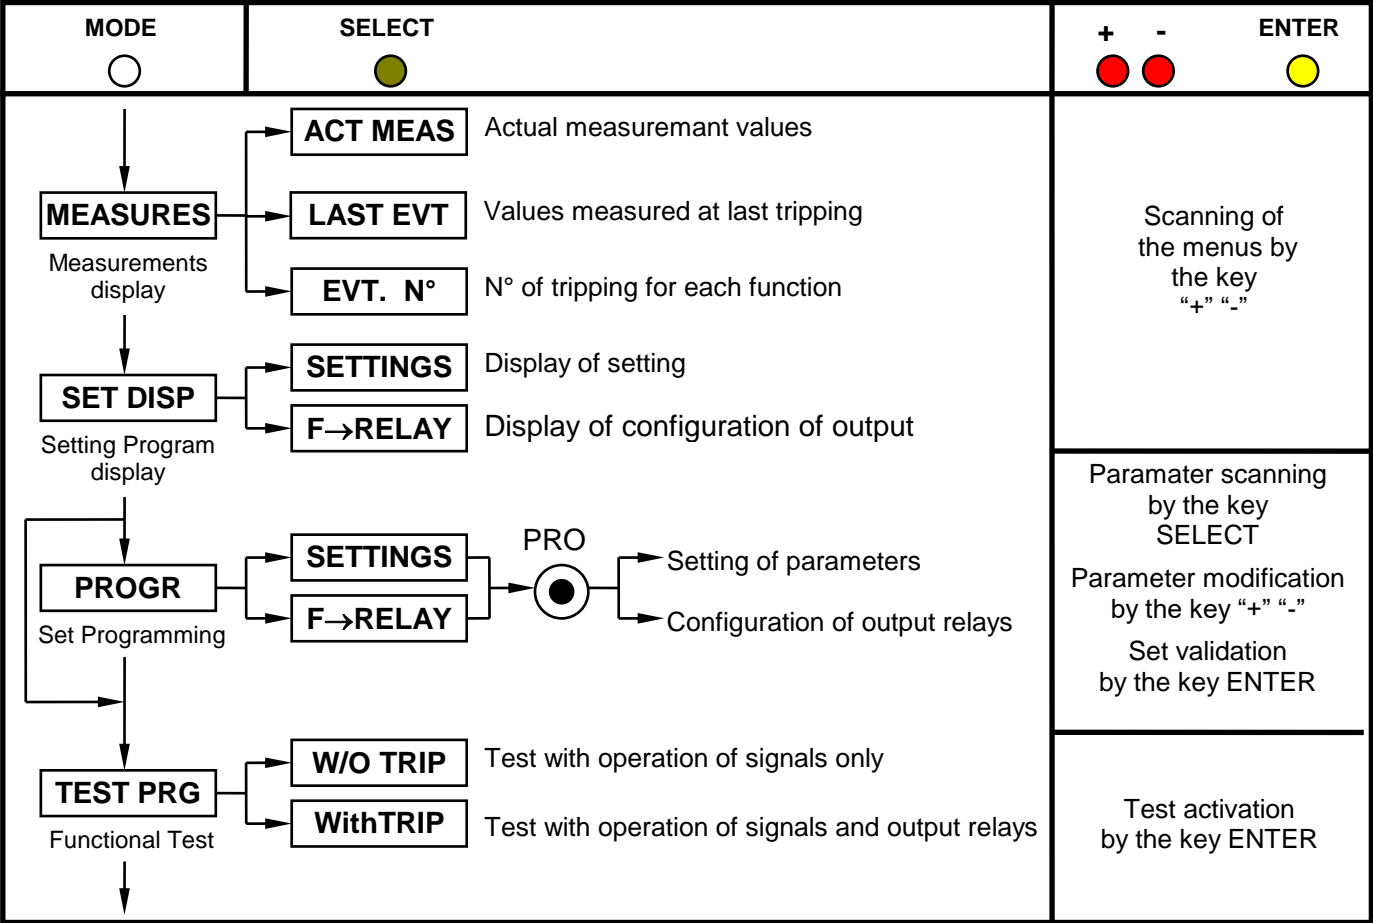 MODE
SELECT
+ -
ENTER
ACT MEAS
Actual measuremant values
MEASURES
LAST EVT
Values measured at last tripping
Measurements
display
EVT. N°
N° of tripping for each function
Scanning of
the menus by
the key
“+” “-”
SETTINGS
Display of setting
SET DISP
F→RELAY
Display of configuration of output
Setting Program
display
Paramater scanning
by the key
SELECT
Parameter modification
by the key “+” “-”
Set validation
by the key ENTER
SETTINGS
PRO
Setting of parameters
PROGR
F→RELAY
Configuration of output relays
Set Programming
W/O TRIP
Test with operation of signals only
TEST PRG
WithTRIP
Test with operation of signals and output relays
Functional Test
Test activation
by the key ENTER